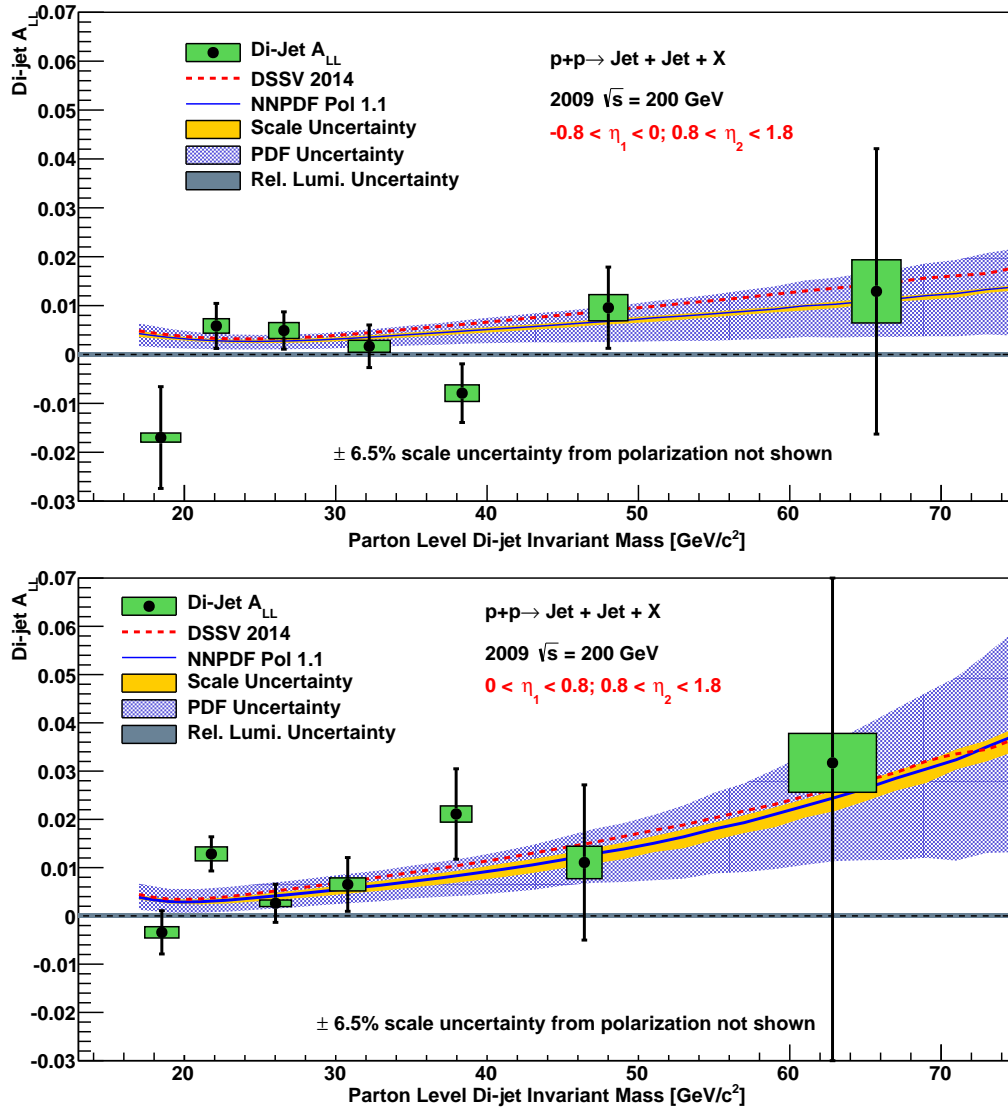 0.07
0.06
0.05
0.04
0.03
0.02
0.01
0
-0.01
-0.02
-0.03
Di-jet A_LL
Di-Jet A_LL
DSSV 2014
NNPDF Pol 1.1
Scale Uncertainty
PDF Uncertainty
Rel. Lumi. Uncertainty
p+p→ Jet + Jet + X
2009 √s = 200 GeV
-0.8 < η_1 < 0; 0.8 < η_2 < 1.8
± 6.5% scale uncertainty from polarization not shown
20 30 40 50 60 70
Parton Level Di-jet Invariant Mass [GeV/c²]
0.07
0.06
0.05
0.04
0.03
0.02
0.01
0
-0.01
-0.02
-0.03
Di-jet A_LL
Di-Jet A_LL
DSSV 2014
NNPDF Pol 1.1
Scale Uncertainty
PDF Uncertainty
Rel. Lumi. Uncertainty
p+p→ Jet + Jet + X
2009 √s = 200 GeV
0 < η_1 < 0.8; 0.8 < η_2 < 1.8
± 6.5% scale uncertainty from polarization not shown
20 30 40 50 60 70
Parton Level Di-jet Invariant Mass [GeV/c²]